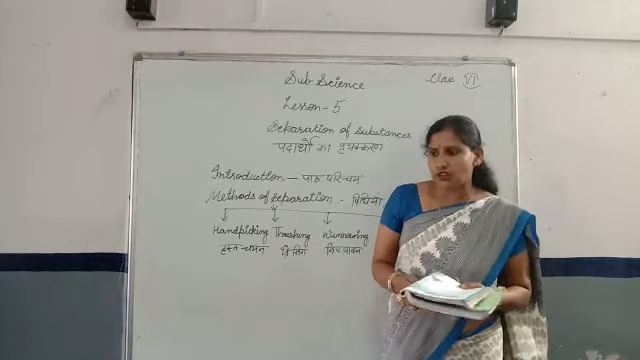 Sub Science
Class VI
Lesson - 5
Separation of Substances
पदार्थो का पृथक्करण
Introduction - पाठ परिचय
Methods of Separation - विधियां
Handpicking Threshing Winnowing
हस्त चयन थ्रेसिंग निष्पावन